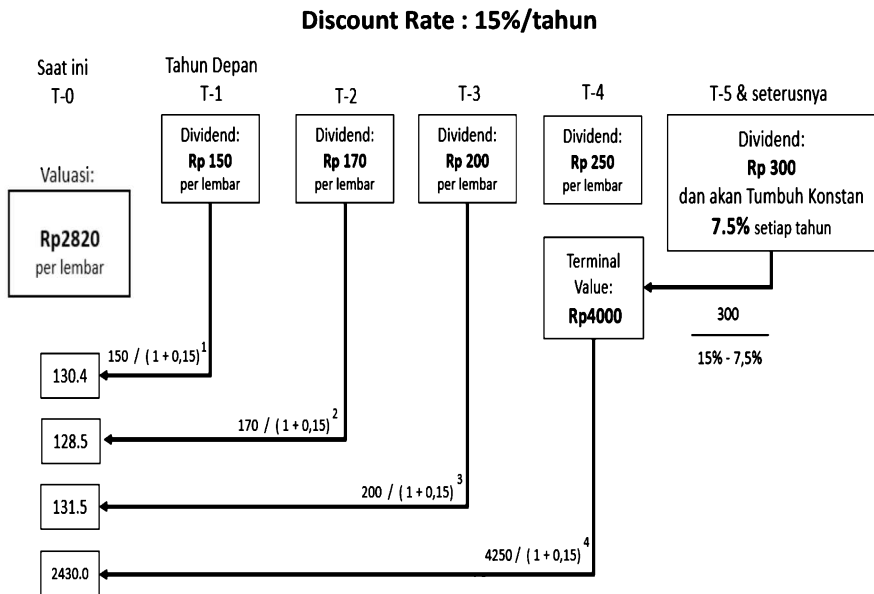 Discount Rate : 15%/tahun
Saat ini
T-0
Tahun Depan
T-1
T-2
T-3
T-4
T-5 & seterusnya
Valuasi:
Rp2820
per lembar
Dividend:
Rp 150
per lembar
Dividend:
Rp 170
per lembar
Dividend:
Rp 200
per lembar
Dividend:
Rp 250
per lembar
Dividend:
Rp 300
dan akan Tumbuh Konstan
7.5% setiap tahun
Terminal
Value:
Rp4000
300
15% - 7,5%
150 / ( 1 + 0,15) 1
130.4
170 / ( 1 + 0,15) 2
128.5
200 / ( 1 + 0,15) 3
131.5
4250 / ( 1 + 0,15) 4
2430.0